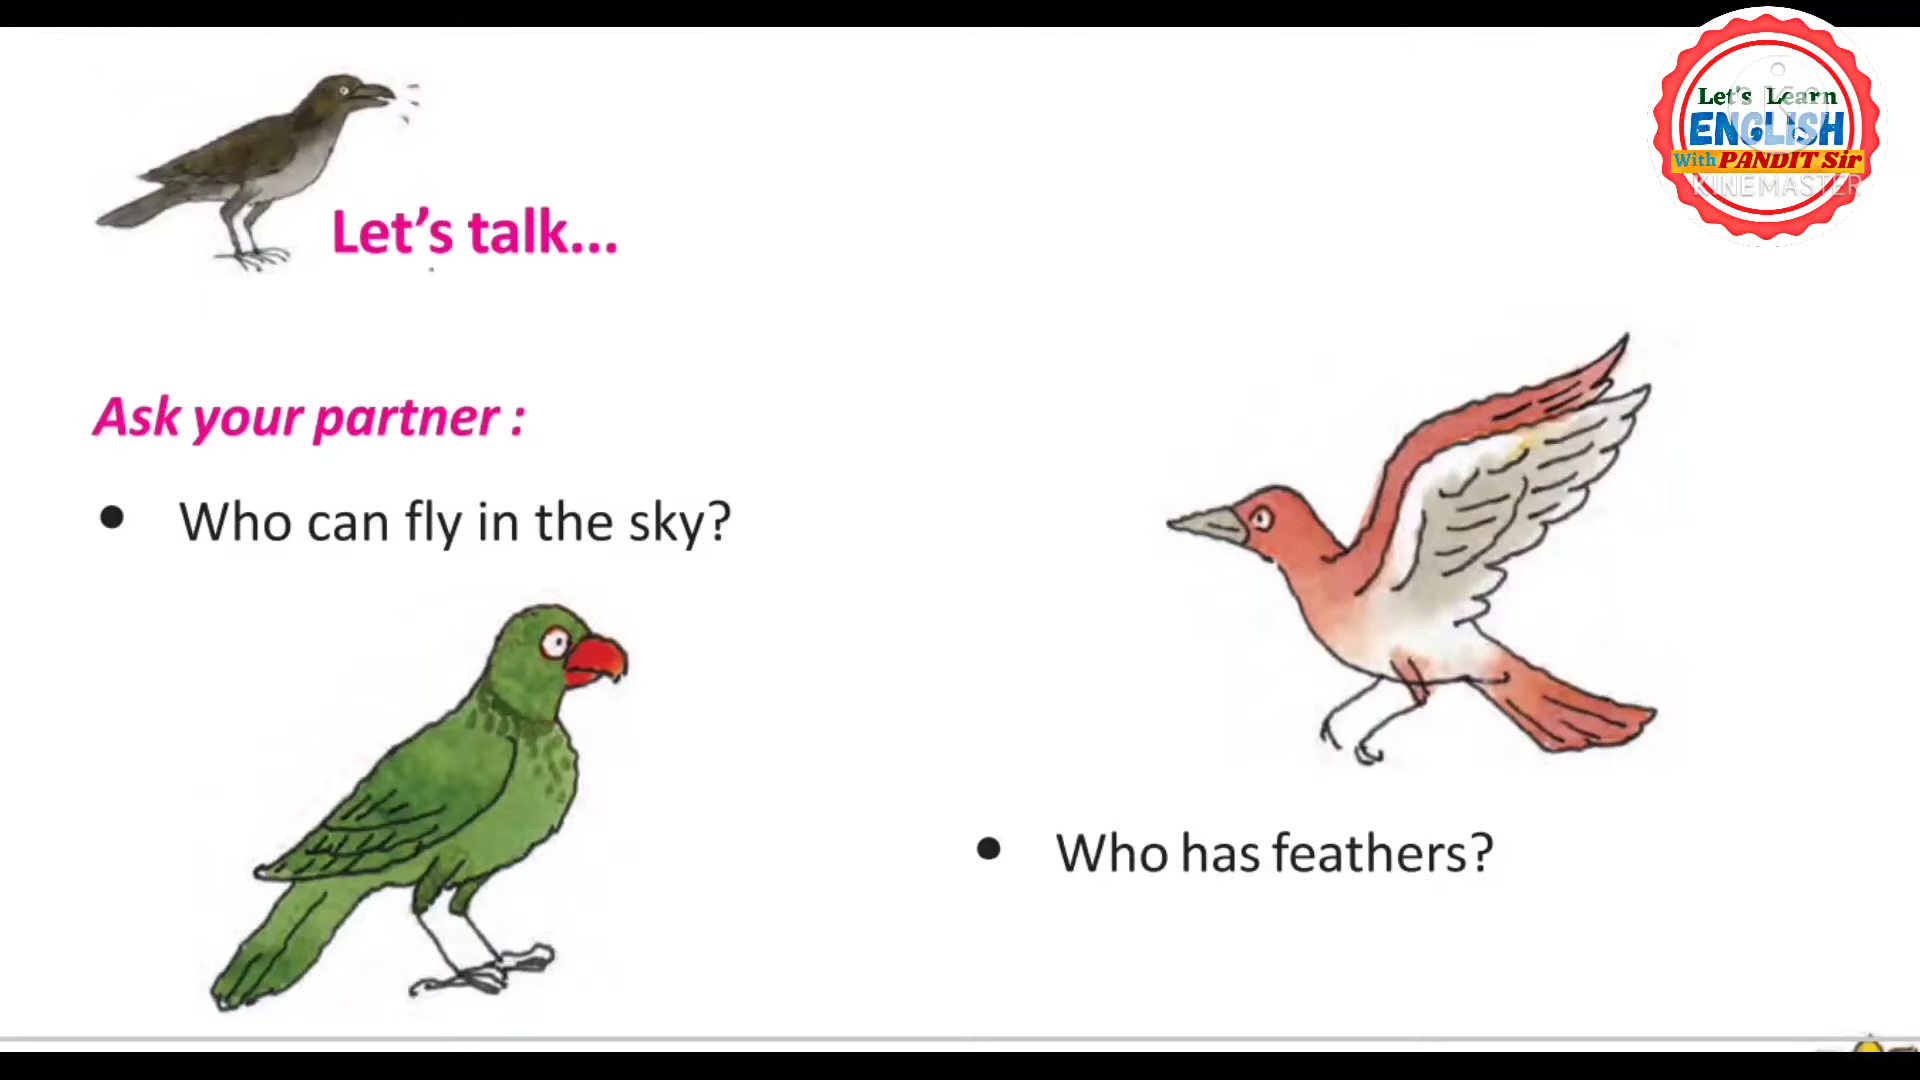 Let's talk...
Ask your partner :
• Who can fly in the sky?
• Who has feathers?
Let's Learn
ENGLISH
With PANDIT Sir
KINEMASTER